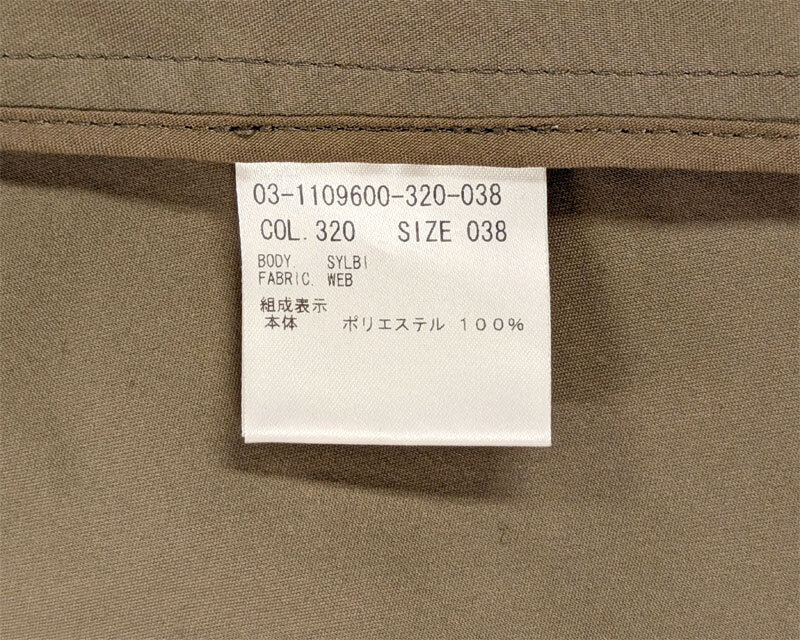 03-1109600-320-038
COL. 320 SIZE 038
BODY SYLBI
FABRIC. WEB
組成表示
本体 ポリエステル 100%